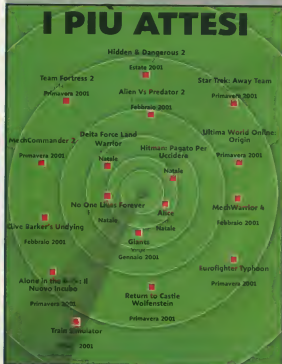 I PIÙ ATTESI
Hidden & Dangerous 2
Estate 2001
Team Fortress 2
Primavera 2001
Alien Vs Predator 2
Febbraio 2001
Star Trek: Away Team
Primavera 2001
MechCommander 2
Primavera 2001
Delta Force Land
Warrior
Natale
Hitman: Pagato Per
Uccidere
Natale
Ultima World Online:
Origin
Primavera 2001
No One Lives Forever
Natale
Alice
Natale
MechWarrior 4
Febbraio 2001
Clive Barker's Undying
Febbraio 2001
Giants
Gennaio 2001
Eurofighter Typhoon
Primavera 2001
Alone in the Dark: Il
Nuovo Incubo
Primavera 2001
Return to Castle
Wolfenstein
Primavera 2001
Train Simulator
2001